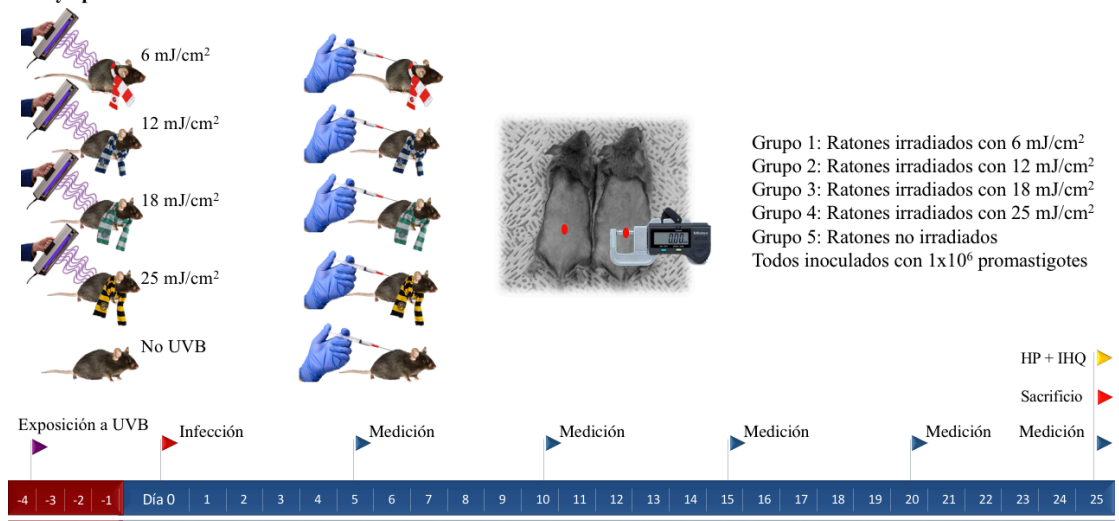 6 mJ/cm²
12 mJ/cm²
18 mJ/cm²
25 mJ/cm²
No UVB
Grupo 1: Ratones irradiados con 6 mJ/cm²
Grupo 2: Ratones irradiados con 12 mJ/cm²
Grupo 3: Ratones irradiados con 18 mJ/cm²
Grupo 4: Ratones irradiados con 25 mJ/cm²
Grupo 5: Ratones no irradiados
Todos inoculados con 1x10⁶ promastigotes
HP + IHQ
Sacrificio
Exposición a UVB
Infección
Medición
Medición
Medición
Medición
Medición
-4 -3 -2 -1 Día 0 1 2 3 4 5 6 7 8 9 10 11 12 13 14 15 16 17 18 19 20 21 22 23 24 25